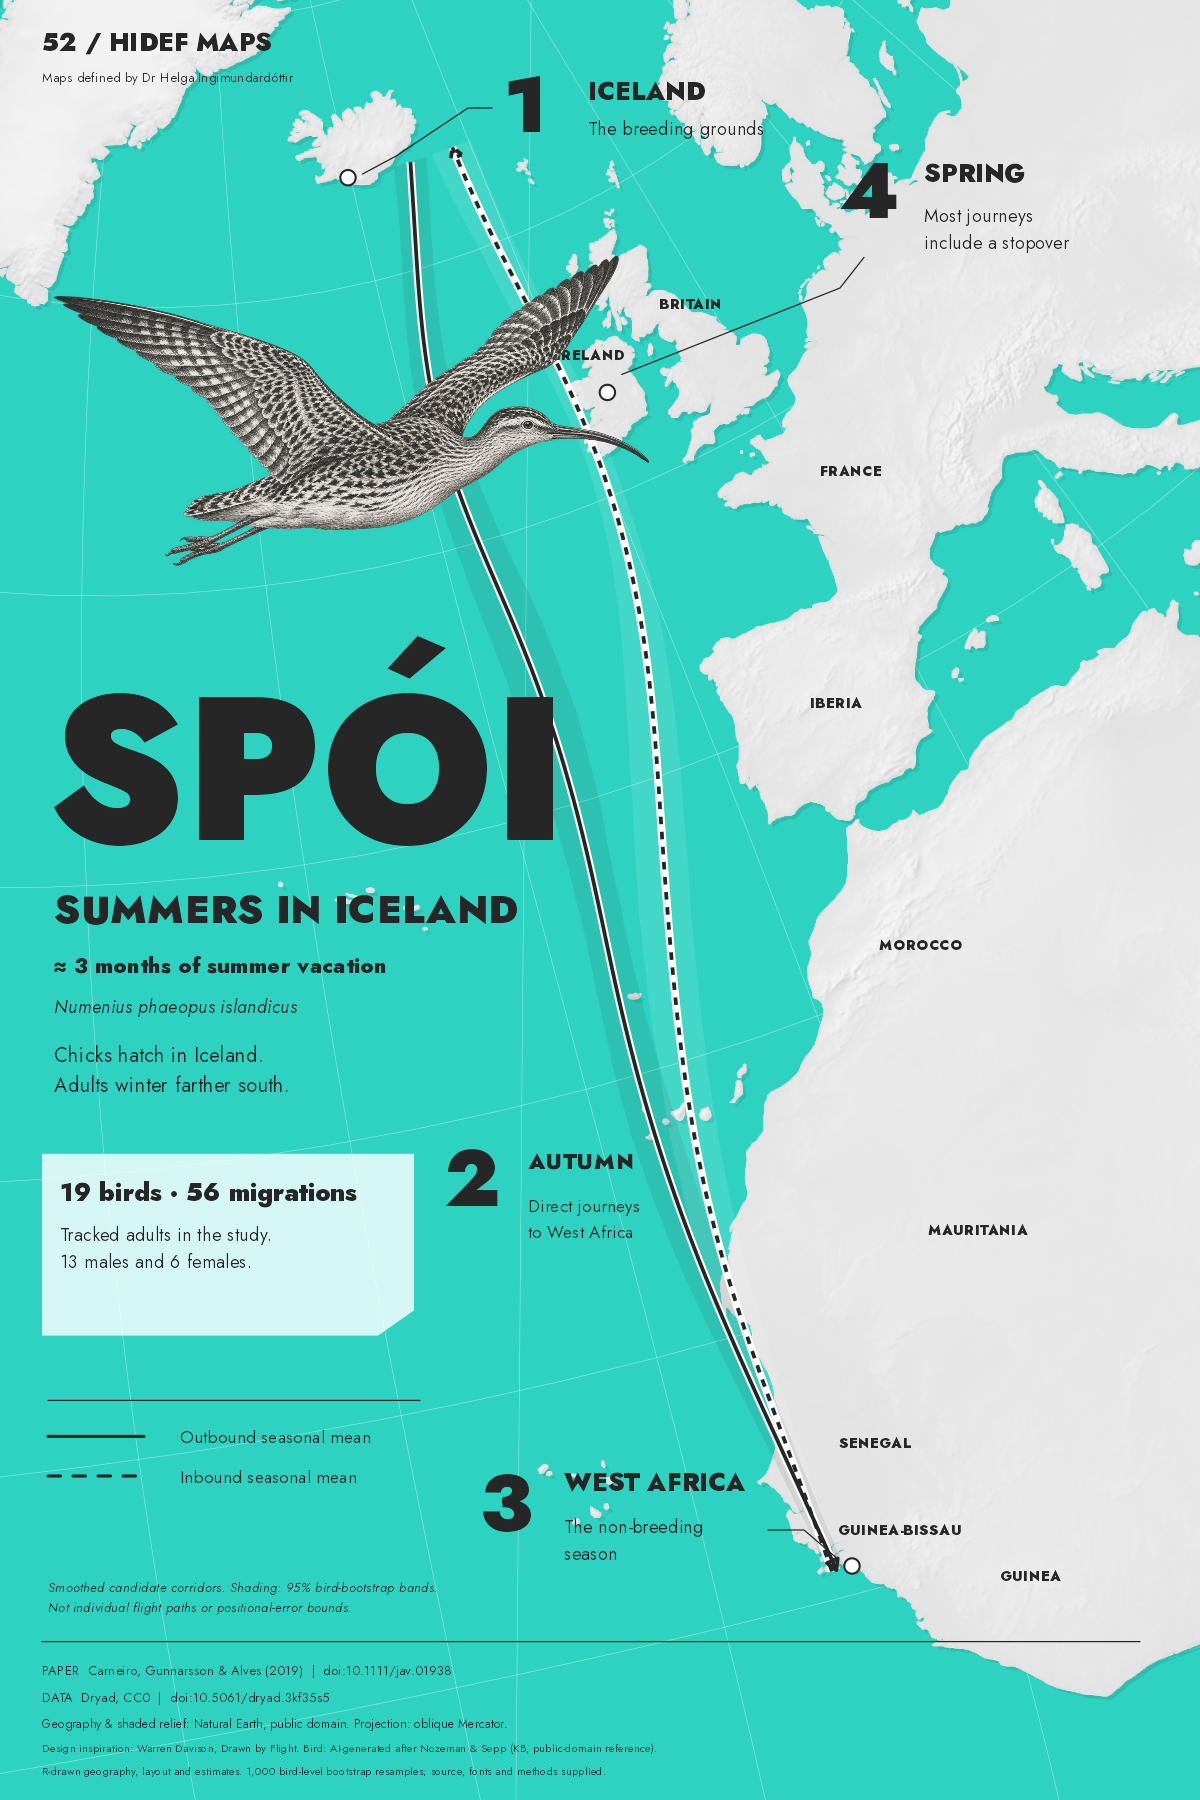 52 / HIDEF MAPS
Maps defined by Dr Helga Ingimundardóttir
1
ICELAND
The breeding grounds
4
SPRING
Most journeys
include a stopover
BRITAIN
RELAND
FRANCE
IBERIA
SPÓI
SUMMERS IN ICELAND
≈ 3 months of summer vacation
Numenius phaeopus islandicus
Chicks hatch in Iceland.
Adults winter farther south.
MOROCCO
2
AUTUMN
Direct journeys
to West Africa
19 birds • 56 migrations
Tracked adults in the study.
13 males and 6 females.
MAURITANIA
Outbound seasonal mean
Inbound seasonal mean
SENEGAL
3
WEST AFRICA
The non-breeding
season
GUINEA-BISSAU
GUINEA
Smoothed candidate corridors. Shading: 95% bird-bootstrap bands.
Not individual flight paths or positional-error bounds.
PAPER Carneiro, Gunnarsson & Alves (2019) | doi:10.1111/jav.01938
DATA Dryad, CC0 | doi:10.5061/dryad.3kf35s5
Geography & shaded relief: Natural Earth, public domain. Projection: oblique Mercator.
Design inspiration: Warren Davison, Drawn by Flight. Bird: AI-generated after Nozeman & Sepp (KB, public-domain reference).
R-drawn geography, layout and estimates. 1,000 bird-level bootstrap resamples; source, fonts and methods supplied.